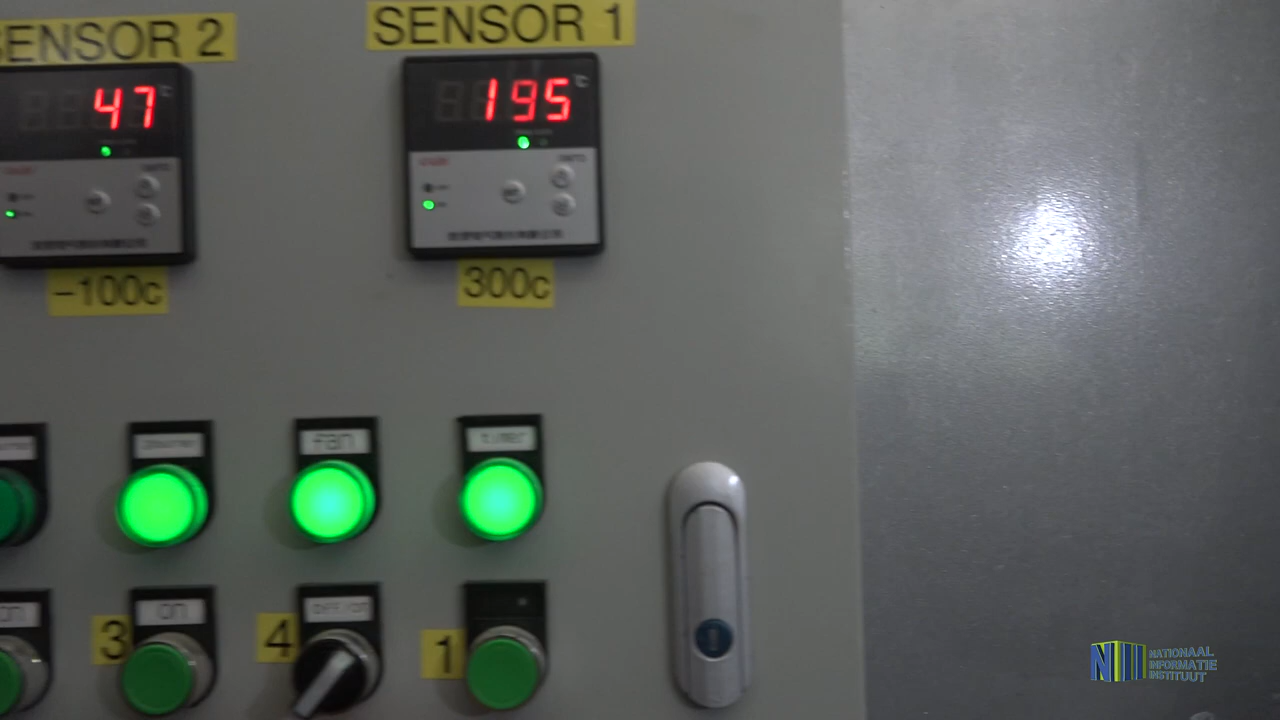 SENSOR 2
SENSOR 1
47
°C
195
°C
-100c
300c
fan
timer
on
on
OFF/ON
3
4
1
NATIONAAL
INFORMATIE
INSTITUUT